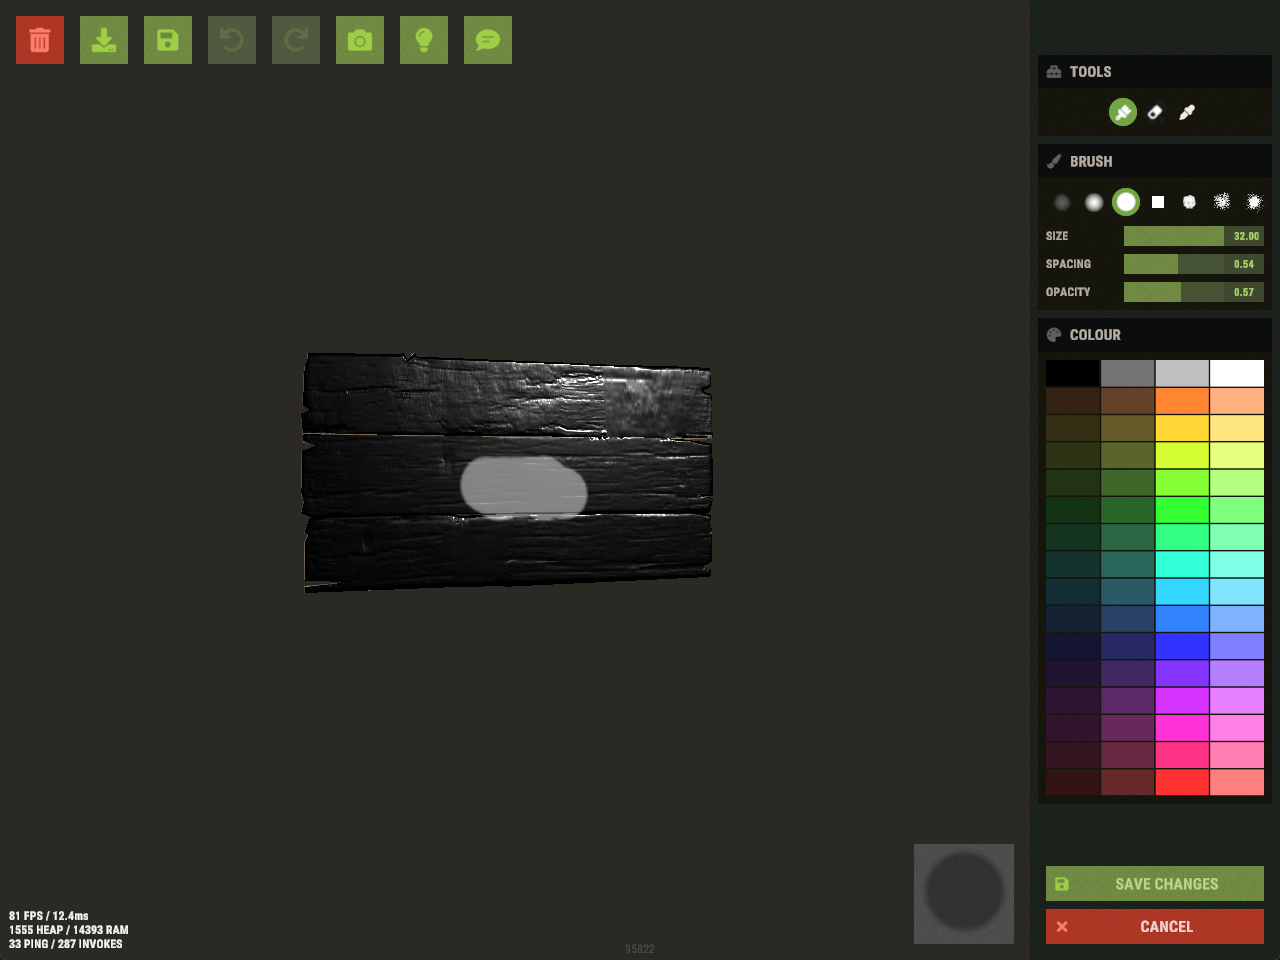 TOOLS
BRUSH
SIZE 32.00
SPACING 0.54
OPACITY 0.57
COLOUR
SAVE CHANGES
CANCEL
81 FPS / 12.4ms
1555 HEAP / 14393 RAM
33 PING / 287 INVOKES
95822